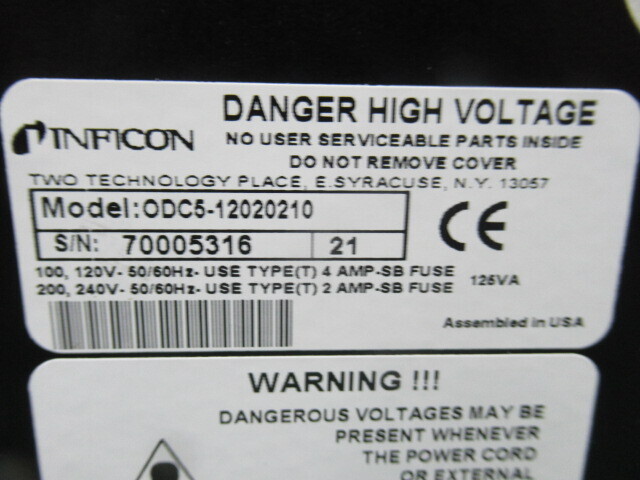 DANGER HIGH VOLTAGE
INFICON
NO USER SERVICEABLE PARTS INSIDE
DO NOT REMOVE COVER
TWO TECHNOLOGY PLACE, E.SYRACUSE, N.Y. 13057
Model:ODC5-12020210
S/N: 70005316 21
100, 120V- 50/60Hz- USE TYPE(T) 4 AMP-SB FUSE
200, 240V- 50/60Hz- USE TYPE(T) 2 AMP-SB FUSE
125VA
CE
Assembled in USA
WARNING !!!
DANGEROUS VOLTAGES MAY BE
PRESENT WHENEVER
THE POWER CORD
OR EXTERNAL